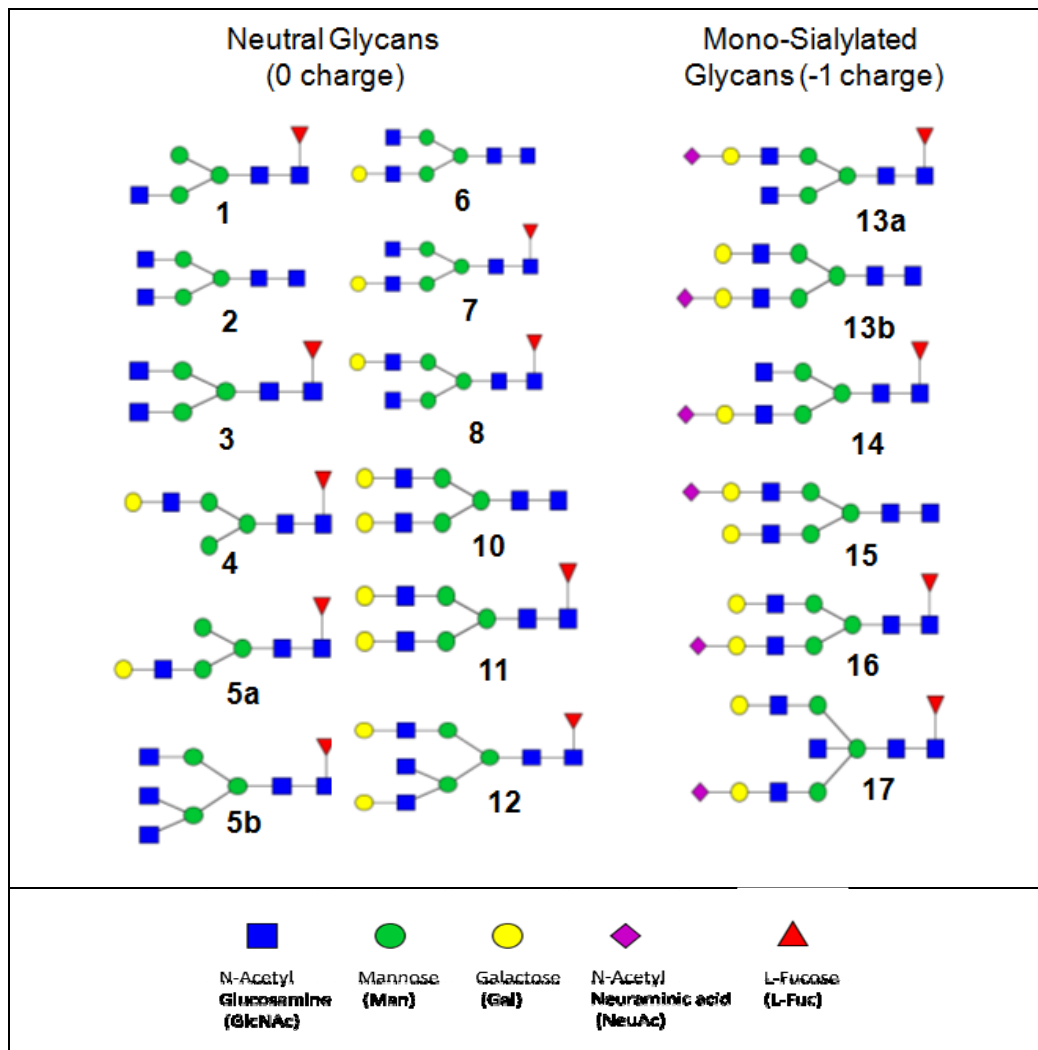 Neutral Glycans
(0 charge)
Mono-Sialylated
Glycans (-1 charge)
1
6
13a
2
7
13b
3
8
14
4
10
15
5a
11
16
5b
12
17
N-Acetyl
Glucosamine
(GlcNAc)
Mannose
(Man)
Galactose
(Gal)
N-Acetyl
Neuraminic acid
(NeuAc)
L-Fucose
(L-Fuc)